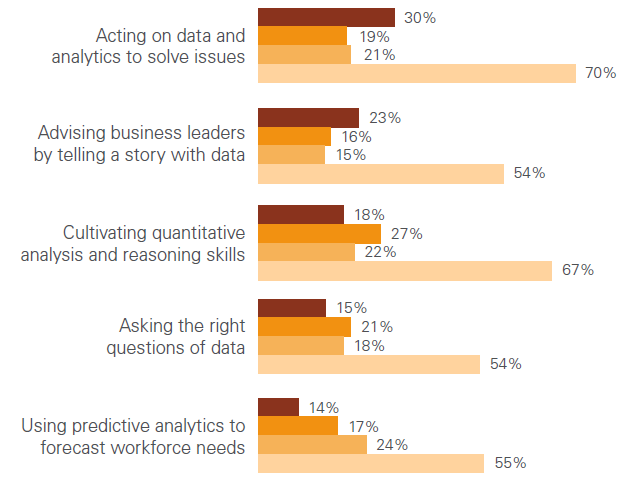 Acting on data and
analytics to solve issues
30%
19%
21%
70%
Advising business leaders
by telling a story with data
23%
16%
15%
54%
Cultivating quantitative
analysis and reasoning skills
18%
27%
22%
67%
Asking the right
questions of data
15%
21%
18%
54%
Using predictive analytics to
forecast workforce needs
14%
17%
24%
55%